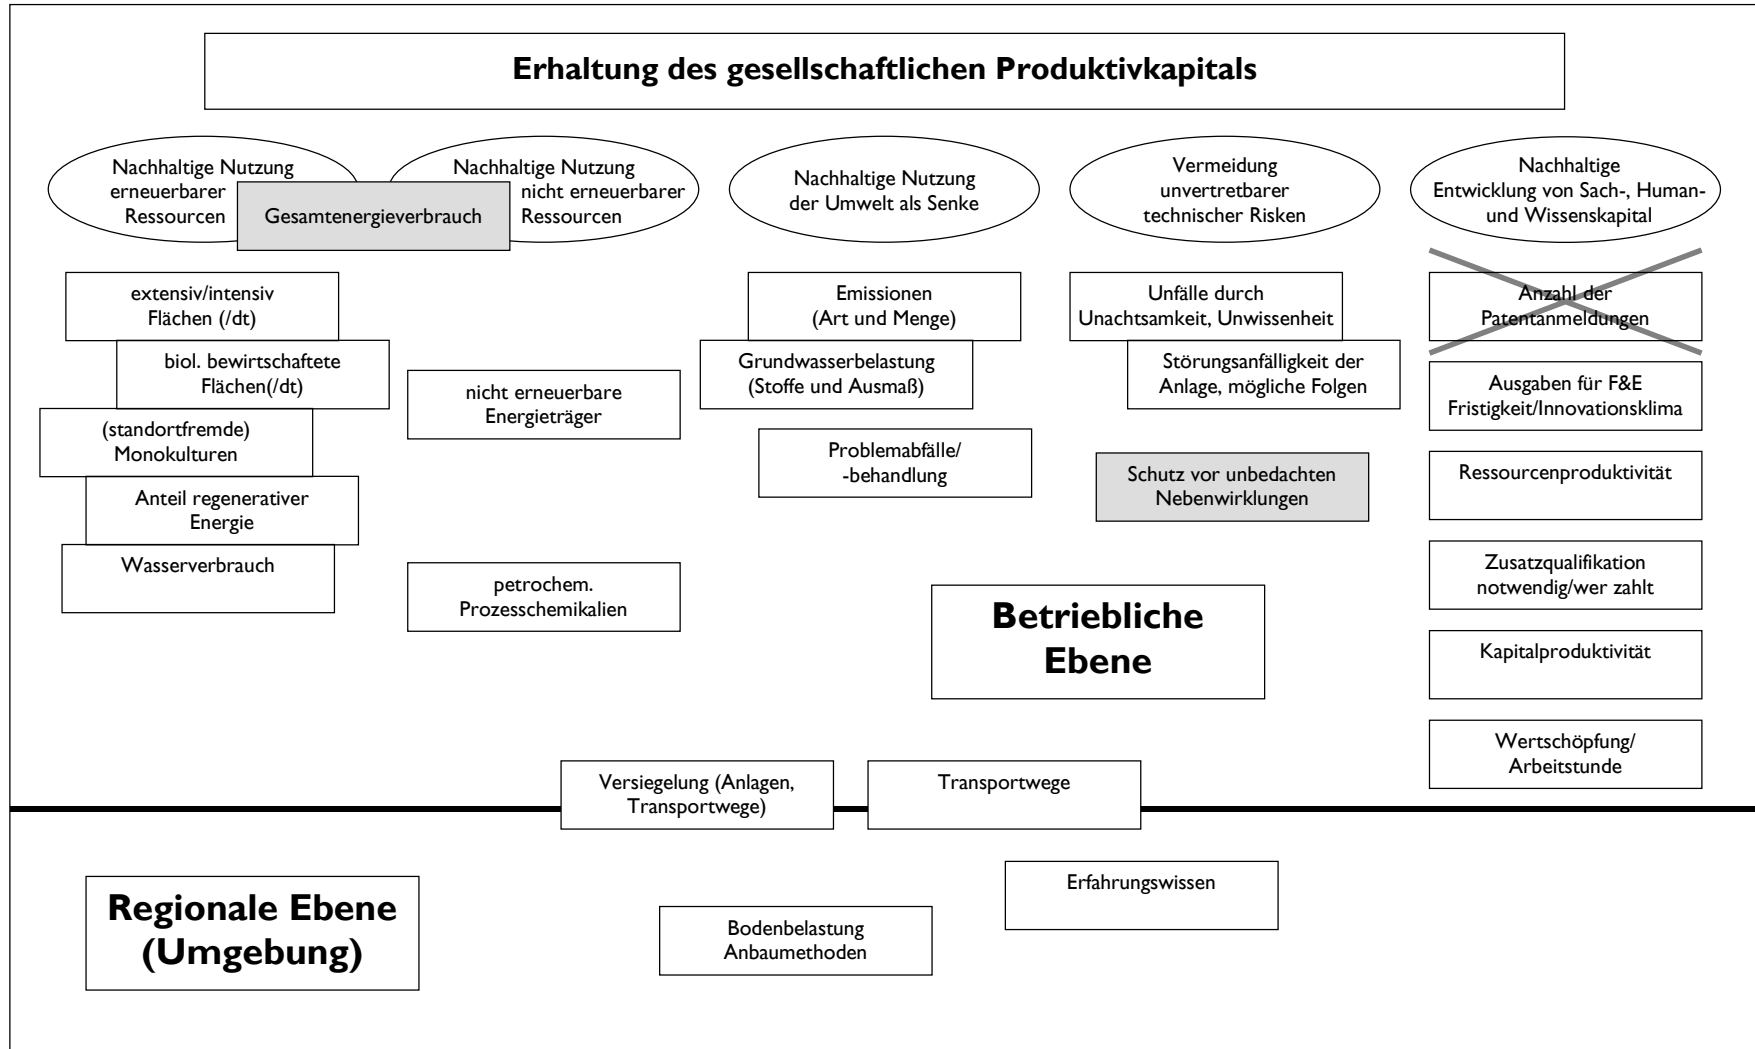 Erhaltung des gesellschaftlichen Produktivkapitals
Nachhaltige Nutzung
erneuerbarer
Ressourcen
Nachhaltige Nutzung
nicht erneuerbarer
Ressourcen
Gesamtenergieverbrauch
Nachhaltige Nutzung
der Umwelt als Senke
Vermeidung
unvertretbarer
technischer Risken
Nachhaltige
Entwicklung von Sach-, Human-
und Wissenskapital
extensiv/intensiv
Flächen (/dt)
biol. bewirtschaftete
Flächen(/dt)
(standortfremde)
Monokulturen
Anteil regenerativer
Energie
Wasserverbrauch
nicht erneuerbare
Energieträger
petrochem.
Prozesschemikalien
Emissionen
(Art und Menge)
Grundwasserbelastung
(Stoffe und Ausmaß)
Problemabfälle/
-behandlung
Unfälle durch
Unachtsamkeit, Unwissenheit
Störungsanfälligkeit der
Anlage, mögliche Folgen
Schutz vor unbedachten
Nebenwirkungen
Anzahl der
Patentanmeldungen
Ausgaben für F&E
Fristigkeit/Innovationsklima
Ressourcenproduktivität
Zusatzqualifikation
notwendig/wer zahlt
Kapitalproduktivität
Wertschöpfung/
Arbeitstunde
Betriebliche
Ebene
Versiegelung (Anlagen,
Transportwege)
Transportwege
Regionale Ebene
(Umgebung)
Bodenbelastung
Anbaumethoden
Erfahrungswissen